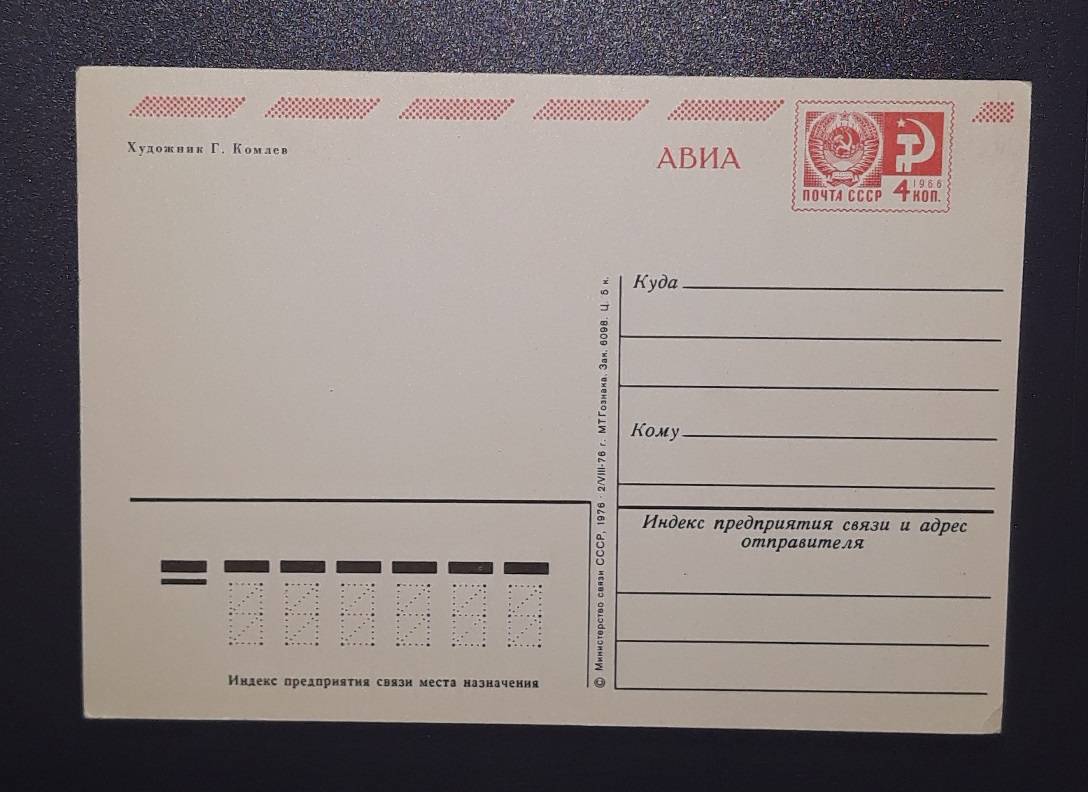 Художник Г. Комлев
АВИА
1966
ПОЧТА СССР 4 КОП.
Куда
Кому
Индекс предприятия связи и адрес
отправителя
© Министерство связи СССР, 1976 · 2/VIII-76 г. МТ Гознака. Зак. 6098. Ц. 5 к.
Индекс предприятия связи места назначения